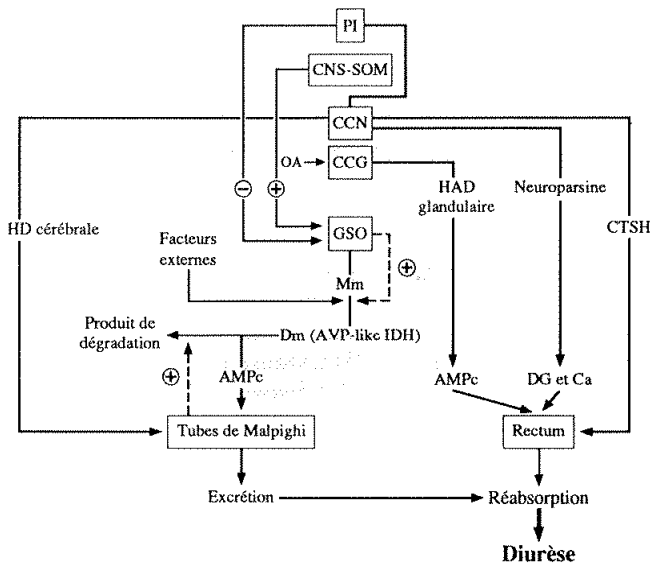 PI
CNS-SOM
CCN
OA
CCG
−
+
HAD
glandulaire
Neuroparsine
HD cérébrale
CTSH
GSO
Facteurs
externes
+
Mm
Produit de
dégradation
Dm (AVP-like IDH)
+
AMPc
AMPc
DG et Ca
Tubes de Malpighi
Rectum
Excrétion
Réabsorption
Diurèse